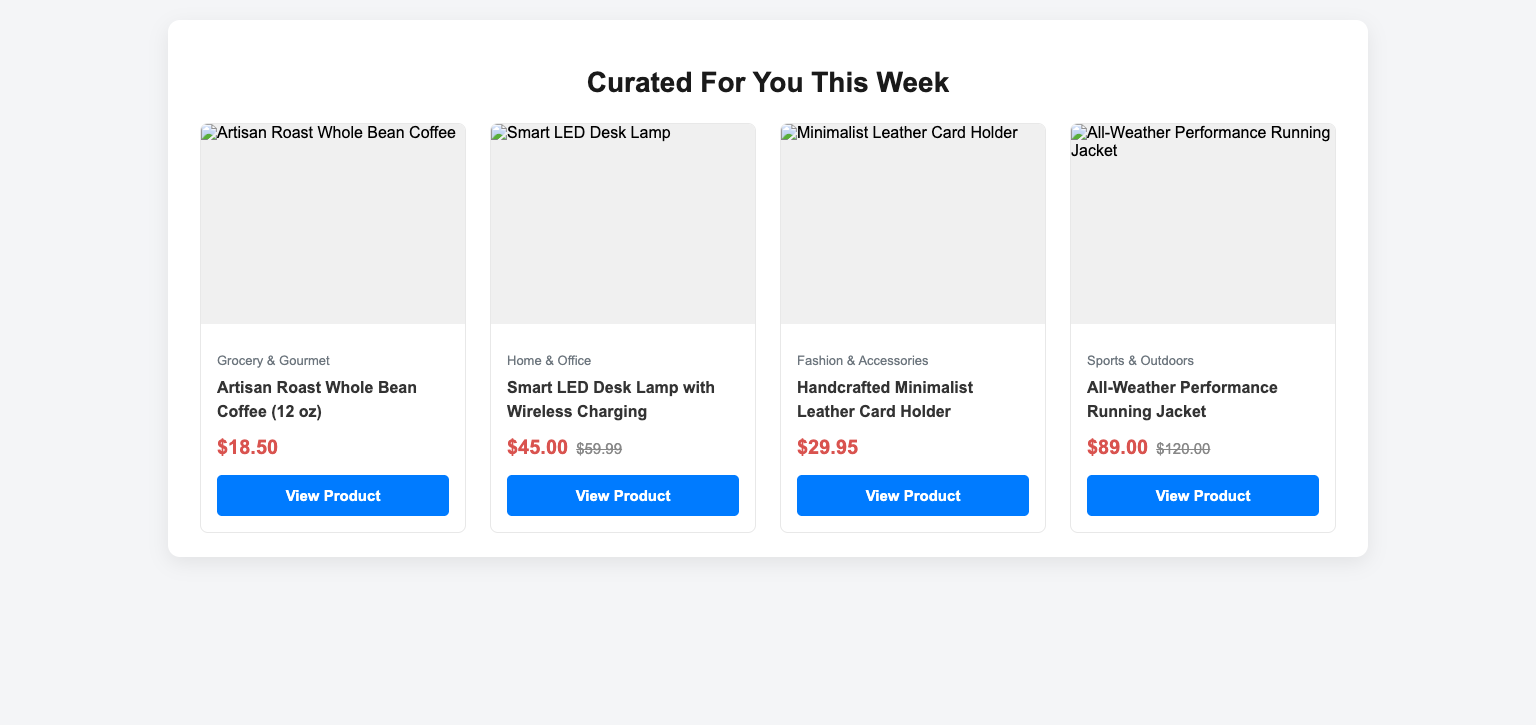 Curated For You This Week
Artisan Roast Whole Bean Coffee
Smart LED Desk Lamp
Minimalist Leather Card Holder
All-Weather Performance Running
Jacket
Grocery & Gourmet
Artisan Roast Whole Bean
Coffee (12 oz)
$18.50
View Product
Home & Office
Smart LED Desk Lamp with
Wireless Charging
$45.00 $59.99
View Product
Fashion & Accessories
Handcrafted Minimalist
Leather Card Holder
$29.95
View Product
Sports & Outdoors
All-Weather Performance
Running Jacket
$89.00 $120.00
View Product